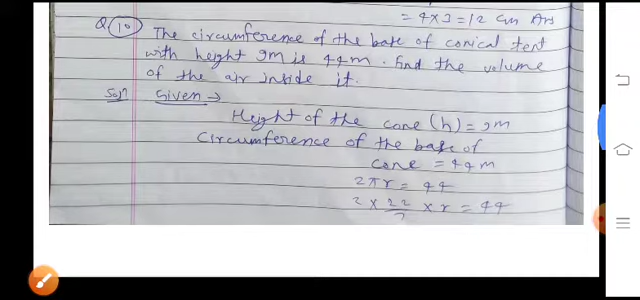 = 4 x 3 = 12 cm Ans
Q 10 The circumference of the base of conical tent
with height 9m is 44m. find the volume
of the air inside it.
Soln Given →
Height of the cone (h) = 9m
Circumference of the base of
cone = 44m
2πr = 44
2 x 22/7 x r = 44